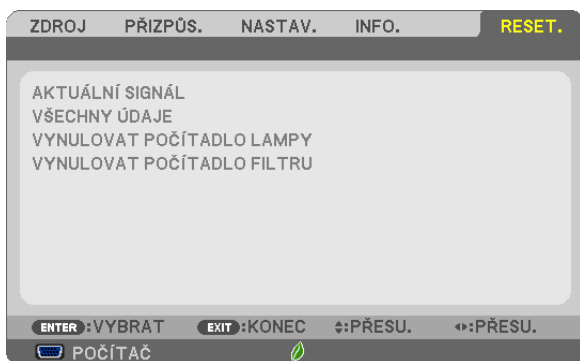 ZDROJ PŘIZPŮS. NASTAV. INFO. RESET.
AKTUÁLNÍ SIGNÁL
VŠECHNY ÚDAJE
VYNULOVAT POČÍTADLO LAMPY
VYNULOVAT POČÍTADLO FILTRU
ENTER :VYBRAT EXIT :KONEC :PŘESU. :PŘESU.
POČÍTAČ